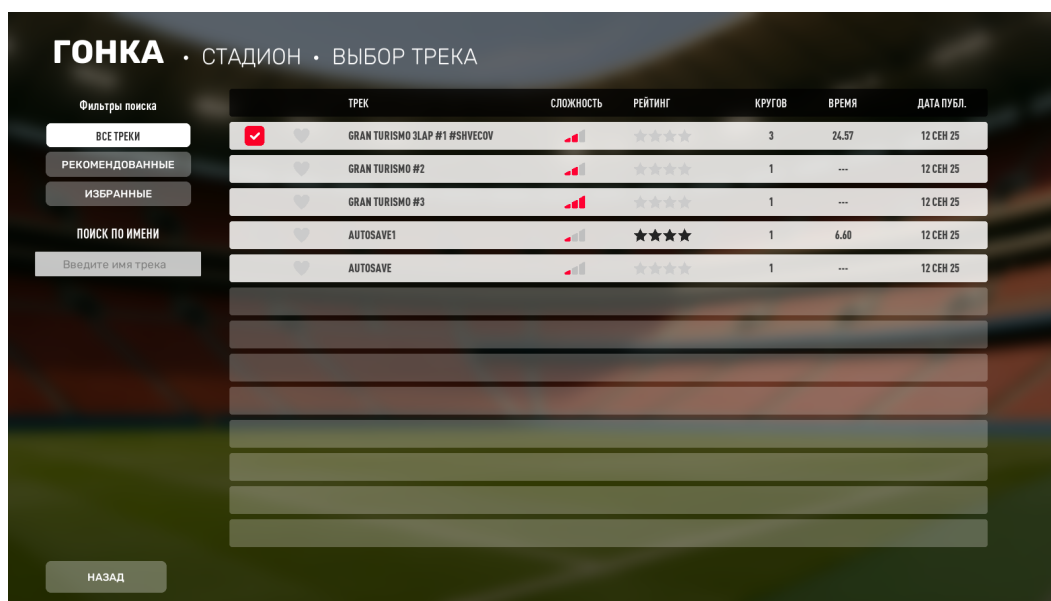 ГОНКА • СТАДИОН • ВЫБОР ТРЕКА
Фильтры поиска
ВСЕ ТРЕКИ
РЕКОМЕНДОВАННЫЕ
ИЗБРАННЫЕ
ПОИСК ПО ИМЕНИ
Введите имя трека
ТРЕК СЛОЖНОСТЬ РЕЙТИНГ КРУГОВ ВРЕМЯ ДАТА ПУБЛ.
GRAN TURISMO 3LAP #1 #SHVECOV 3 24.57 12 СЕН 25
GRAN TURISMO #2 1 --- 12 СЕН 25
GRAN TURISMO #3 1 --- 12 СЕН 25
AUTOSAVE1 1 6.60 12 СЕН 25
AUTOSAVE 1 --- 12 СЕН 25
НАЗАД